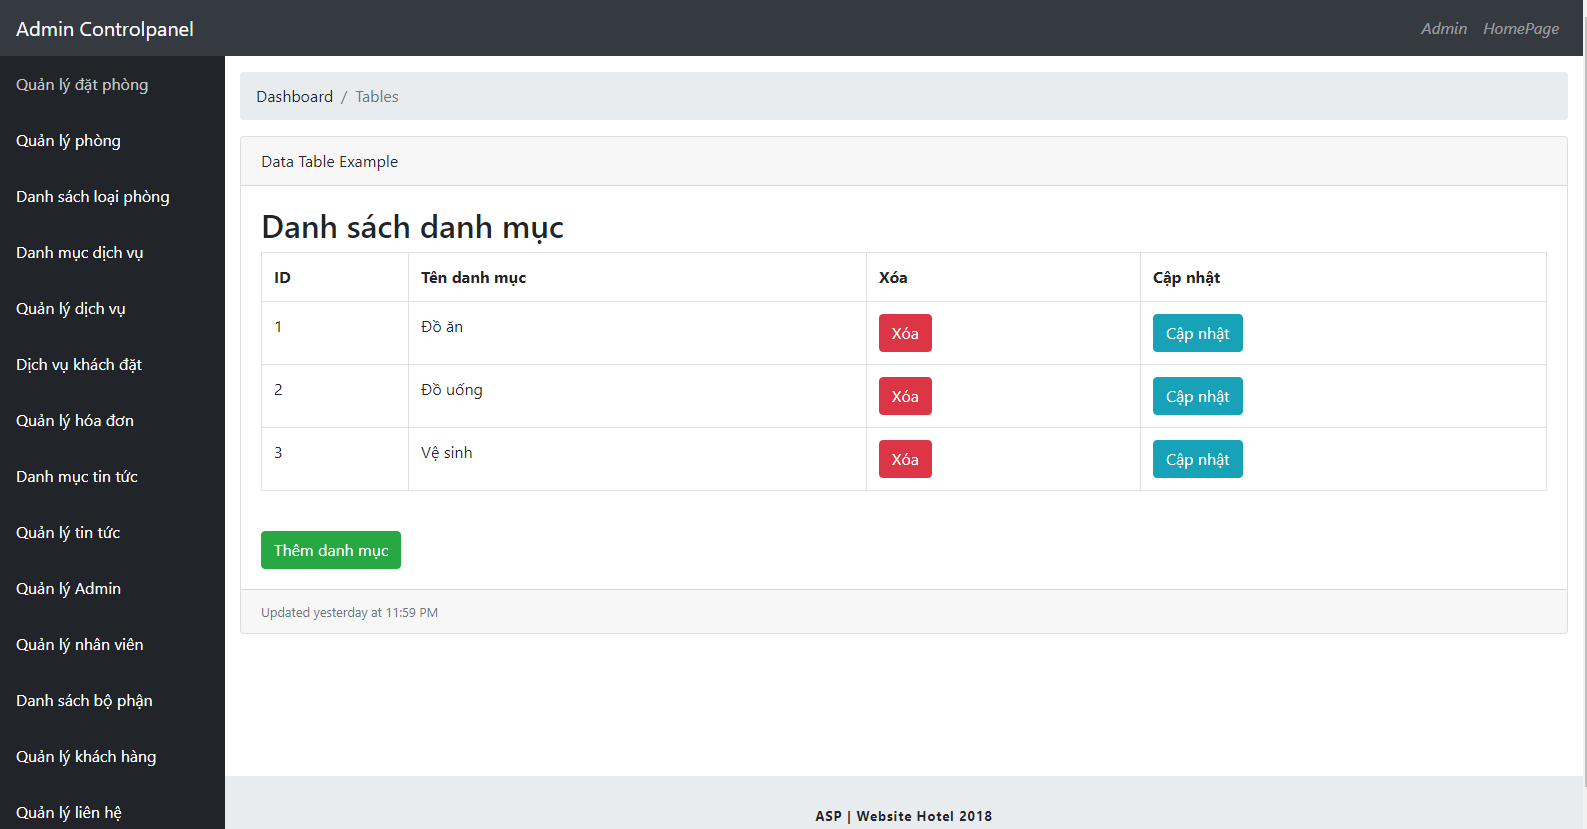 Admin Controlpanel
Admin HomePage
Quản lý đặt phòng
Quản lý phòng
Danh sách loại phòng
Danh mục dịch vụ
Quản lý dịch vụ
Dịch vụ khách đặt
Quản lý hóa đơn
Danh mục tin tức
Quản lý tin tức
Quản lý Admin
Quản lý nhân viên
Danh sách bộ phận
Quản lý khách hàng
Quản lý liên hệ
Dashboard / Tables
Data Table Example
Danh sách danh mục
ID Tên danh mục Xóa Cập nhật
1 Đồ ăn Xóa Cập nhật
2 Đồ uống Xóa Cập nhật
3 Vệ sinh Xóa Cập nhật
Thêm danh mục
Updated yesterday at 11:59 PM
ASP | Website Hotel 2018